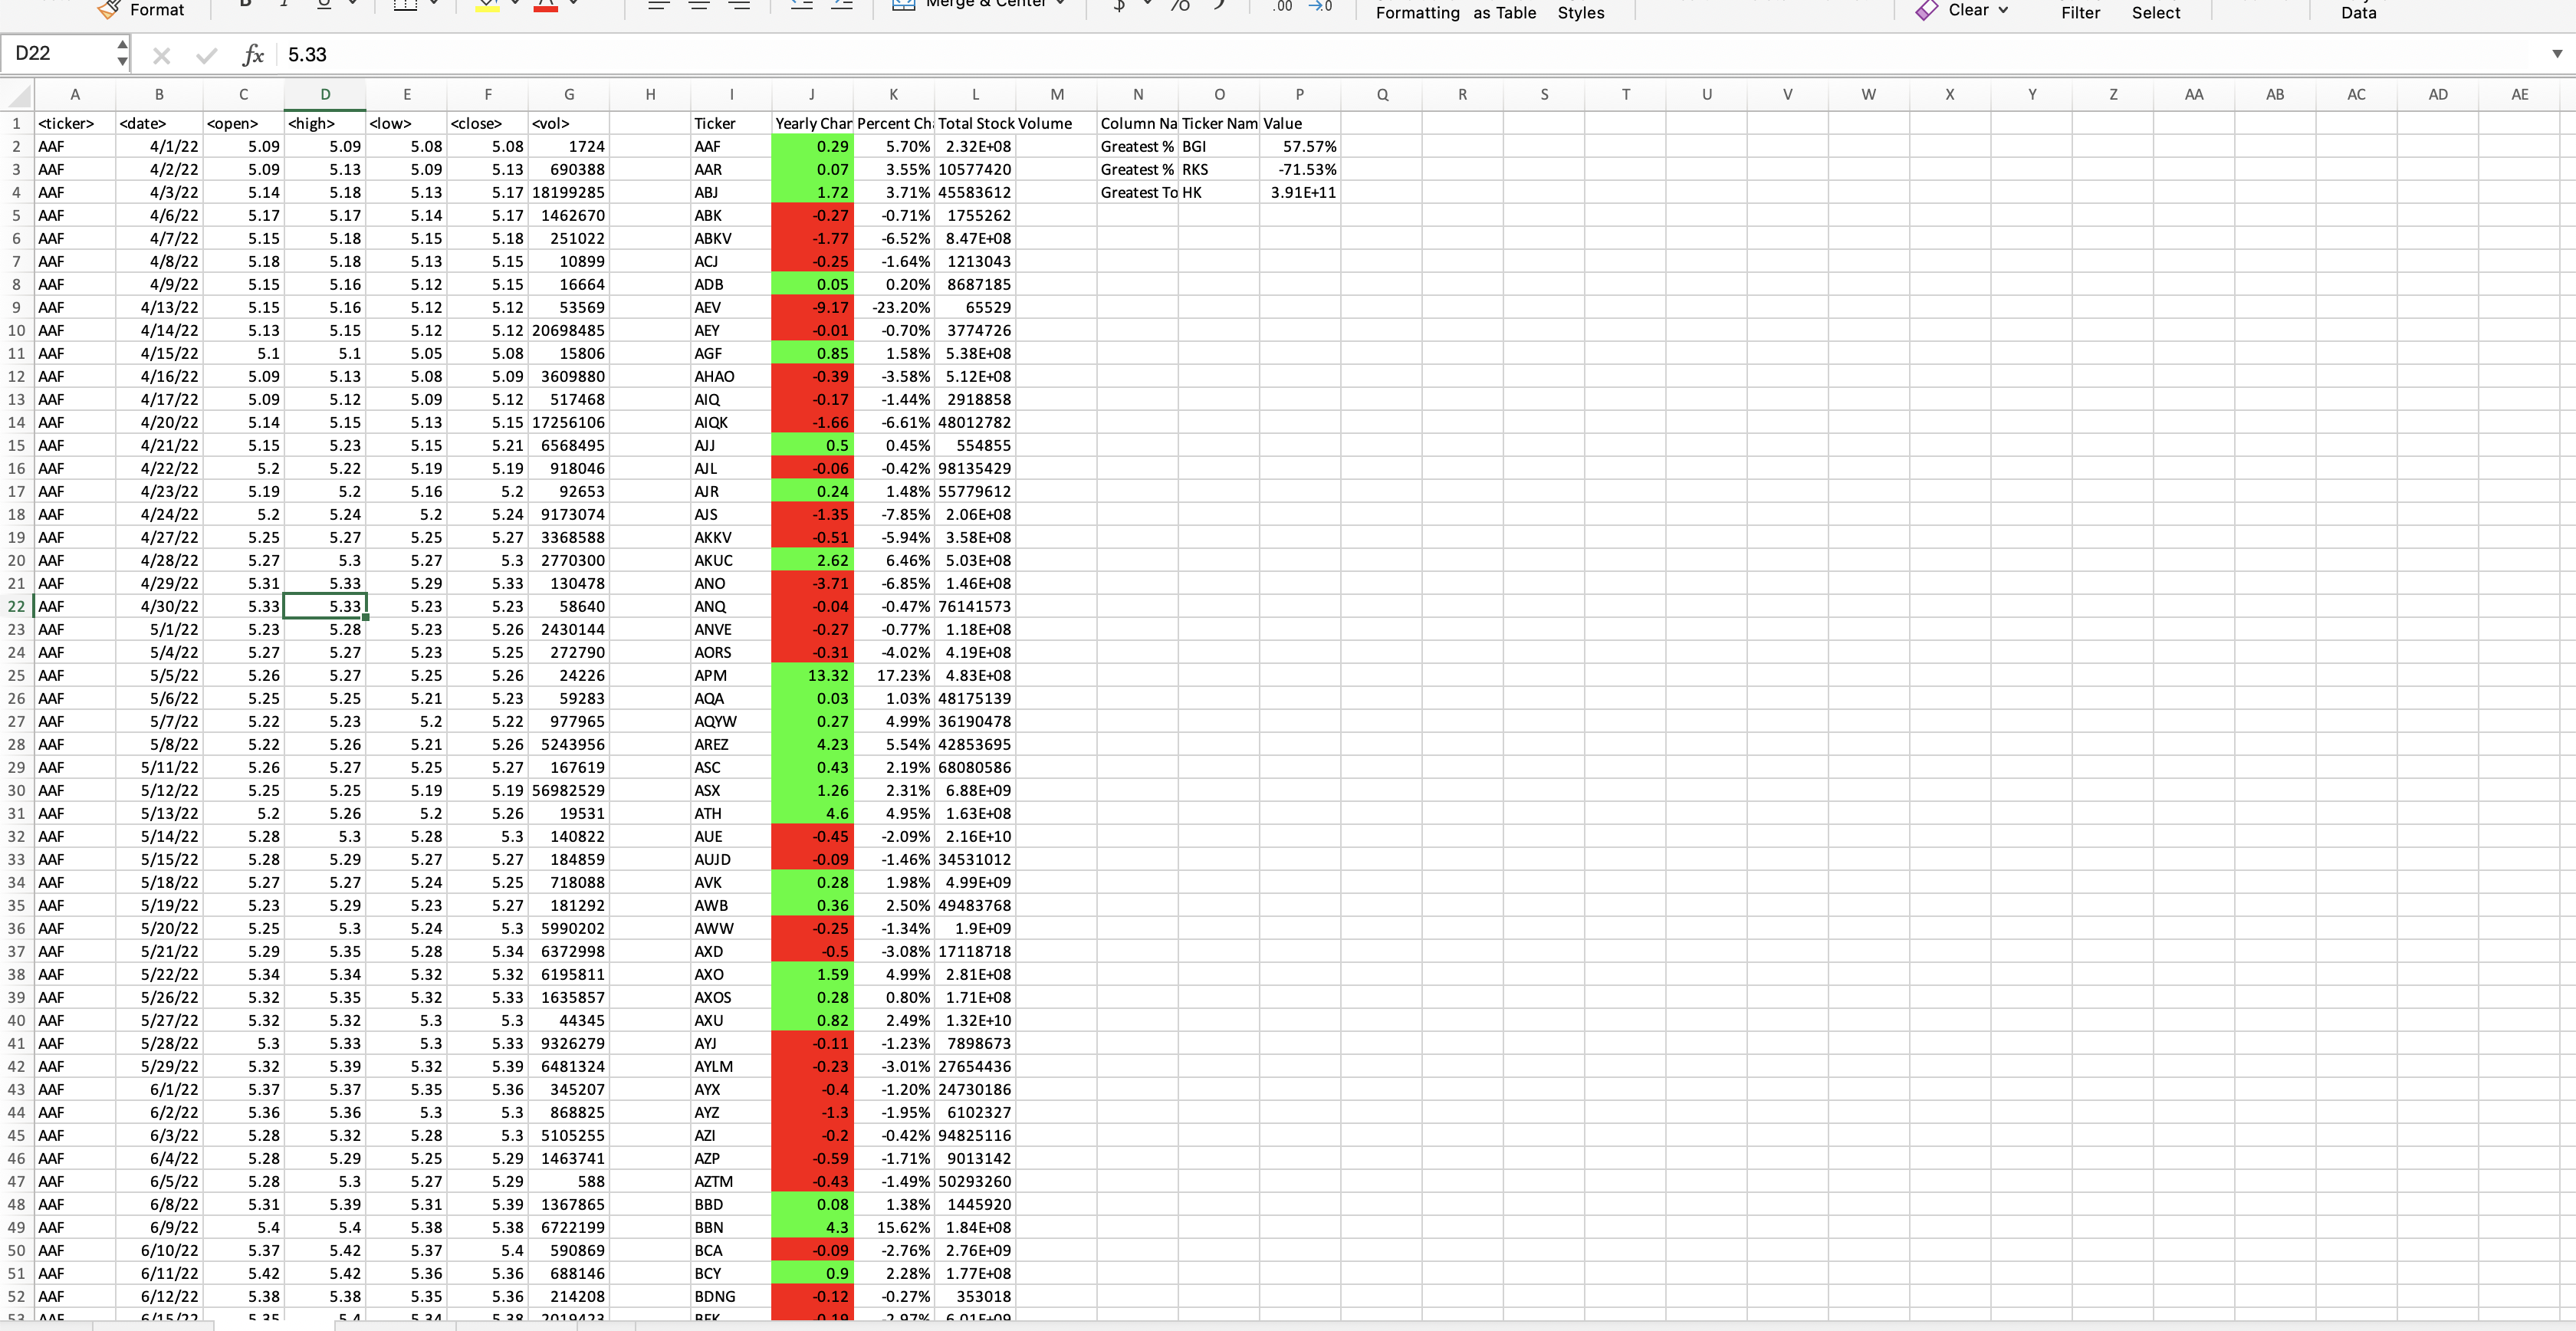 Format B I U Merge & Center $ % .00 →0 Formatting as Table Styles Clear Filter Select Data
D22 fx 5.33
A B C D E F G H I J K L M N O P Q R S T U V W X Y Z AA AB AC AD AE
1 <ticker> <date> <open> <high> <low> <close> <vol> Ticker Yearly Chan Percent Cha Total Stock Volume Column Na Ticker Nam Value
2 AAF 4/1/22 5.09 5.09 5.08 5.08 1724 AAF 0.29 5.70% 2.32E+08 Greatest % BGI 57.57%
3 AAF 4/2/22 5.09 5.13 5.09 5.13 690388 AAR 0.07 3.55% 10577420 Greatest % RKS -71.53%
4 AAF 4/3/22 5.14 5.18 5.13 5.17 18199285 ABJ 1.72 3.71% 45583612 Greatest To HK 3.91E+11
5 AAF 4/6/22 5.17 5.17 5.14 5.17 1462670 ABK -0.27 -0.71% 1755262
6 AAF 4/7/22 5.15 5.18 5.15 5.18 251022 ABKV -1.77 -6.52% 8.47E+08
7 AAF 4/8/22 5.18 5.18 5.13 5.15 10899 ACJ -0.25 -1.64% 1213043
8 AAF 4/9/22 5.15 5.16 5.12 5.15 16664 ADB 0.05 0.20% 8687185
9 AAF 4/13/22 5.15 5.16 5.12 5.12 53569 AEV -9.17 -23.20% 65529
10 AAF 4/14/22 5.13 5.15 5.12 5.12 20698485 AEY -0.01 -0.70% 3774726
11 AAF 4/15/22 5.1 5.1 5.05 5.08 15806 AGF 0.85 1.58% 5.38E+08
12 AAF 4/16/22 5.09 5.13 5.08 5.09 3609880 AHAO -0.39 -3.58% 5.12E+08
13 AAF 4/17/22 5.09 5.12 5.09 5.12 517468 AIQ -0.17 -1.44% 2918858
14 AAF 4/20/22 5.14 5.15 5.13 5.15 17256106 AIQK -1.66 -6.61% 48012782
15 AAF 4/21/22 5.15 5.23 5.15 5.21 6568495 AJJ 0.5 0.45% 554855
16 AAF 4/22/22 5.2 5.22 5.19 5.19 918046 AJL -0.06 -0.42% 98135429
17 AAF 4/23/22 5.19 5.2 5.16 5.2 92653 AJR 0.24 1.48% 55779612
18 AAF 4/24/22 5.2 5.24 5.2 5.24 9173074 AJS -1.35 -7.85% 2.06E+08
19 AAF 4/27/22 5.25 5.27 5.25 5.27 3368588 AKKV -0.51 -5.94% 3.58E+08
20 AAF 4/28/22 5.27 5.3 5.27 5.3 2770300 AKUC 2.62 6.46% 5.03E+08
21 AAF 4/29/22 5.31 5.33 5.29 5.33 130478 ANO -3.71 -6.85% 1.46E+08
22 AAF 4/30/22 5.33 5.33 5.23 5.23 58640 ANQ -0.04 -0.47% 76141573
23 AAF 5/1/22 5.23 5.28 5.23 5.26 2430144 ANVE -0.27 -0.77% 1.18E+08
24 AAF 5/4/22 5.27 5.27 5.23 5.25 272790 AORS -0.31 -4.02% 4.19E+08
25 AAF 5/5/22 5.26 5.27 5.25 5.26 24226 APM 13.32 17.23% 4.83E+08
26 AAF 5/6/22 5.25 5.25 5.21 5.23 59283 AQA 0.03 1.03% 48175139
27 AAF 5/7/22 5.22 5.23 5.2 5.22 977965 AQYW 0.27 4.99% 36190478
28 AAF 5/8/22 5.22 5.26 5.21 5.26 5243956 AREZ 4.23 5.54% 42853695
29 AAF 5/11/22 5.26 5.27 5.25 5.27 167619 ASC 0.43 2.19% 68080586
30 AAF 5/12/22 5.25 5.25 5.19 5.19 56982529 ASX 1.26 2.31% 6.88E+09
31 AAF 5/13/22 5.2 5.26 5.2 5.26 19531 ATH 4.6 4.95% 1.63E+08
32 AAF 5/14/22 5.28 5.3 5.28 5.3 140822 AUE -0.45 -2.09% 2.16E+10
33 AAF 5/15/22 5.28 5.29 5.27 5.27 184859 AUJD -0.09 -1.46% 34531012
34 AAF 5/18/22 5.27 5.27 5.24 5.25 718088 AVK 0.28 1.98% 4.99E+09
35 AAF 5/19/22 5.23 5.29 5.23 5.27 181292 AWB 0.36 2.50% 49483768
36 AAF 5/20/22 5.25 5.3 5.24 5.3 5990202 AWW -0.25 -1.34% 1.9E+09
37 AAF 5/21/22 5.29 5.35 5.28 5.34 6372998 AXD -0.5 -3.08% 17118718
38 AAF 5/22/22 5.34 5.34 5.32 5.32 6195811 AXO 1.59 4.99% 2.81E+08
39 AAF 5/26/22 5.32 5.35 5.32 5.33 1635857 AXOS 0.28 0.80% 1.71E+08
40 AAF 5/27/22 5.32 5.32 5.3 5.3 44345 AXU 0.82 2.49% 1.32E+10
41 AAF 5/28/22 5.3 5.33 5.3 5.33 9326279 AYJ -0.11 -1.23% 7898673
42 AAF 5/29/22 5.32 5.39 5.32 5.39 6481324 AYLM -0.23 -3.01% 27654436
43 AAF 6/1/22 5.37 5.37 5.35 5.36 345207 AYX -0.4 -1.20% 24730186
44 AAF 6/2/22 5.36 5.36 5.3 5.3 868825 AYZ -1.3 -1.95% 6102327
45 AAF 6/3/22 5.28 5.32 5.28 5.3 5105255 AZI -0.2 -0.42% 94825116
46 AAF 6/4/22 5.28 5.29 5.25 5.29 1463741 AZP -0.59 -1.71% 9013142
47 AAF 6/5/22 5.28 5.3 5.27 5.29 588 AZTM -0.43 -1.49% 50293260
48 AAF 6/8/22 5.31 5.39 5.31 5.39 1367865 BBD 0.08 1.38% 1445920
49 AAF 6/9/22 5.4 5.4 5.38 5.38 6722199 BBN 4.3 15.62% 1.84E+08
50 AAF 6/10/22 5.37 5.42 5.37 5.4 590869 BCA -0.09 -2.76% 2.76E+09
51 AAF 6/11/22 5.42 5.42 5.36 5.36 688146 BCY 0.9 2.28% 1.77E+08
52 AAF 6/12/22 5.38 5.38 5.35 5.36 214208 BDNG -0.12 -0.27% 353018
53 AAF 6/15/22 5.35 5.4 5.34 5.38 2019423 BEK -0.19 -2.97% 6.01E+09